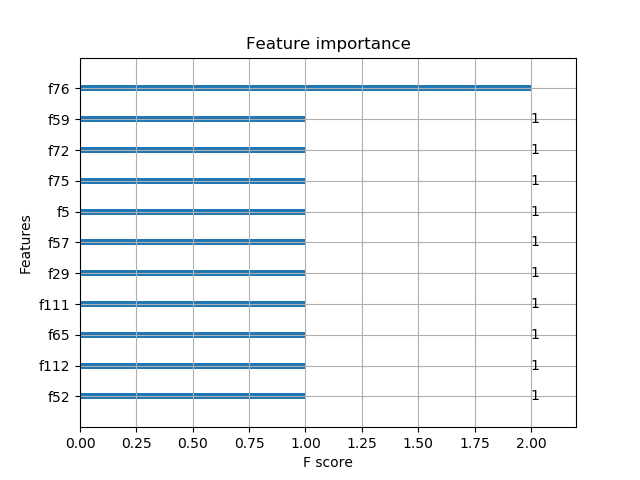 Feature importance
f76
f59 1
f72 1
f75 1
f5 1
f57 1
f29 1
f111 1
f65 1
f112 1
f52 1
Features
0.00 0.25 0.50 0.75 1.00 1.25 1.50 1.75 2.00
F score